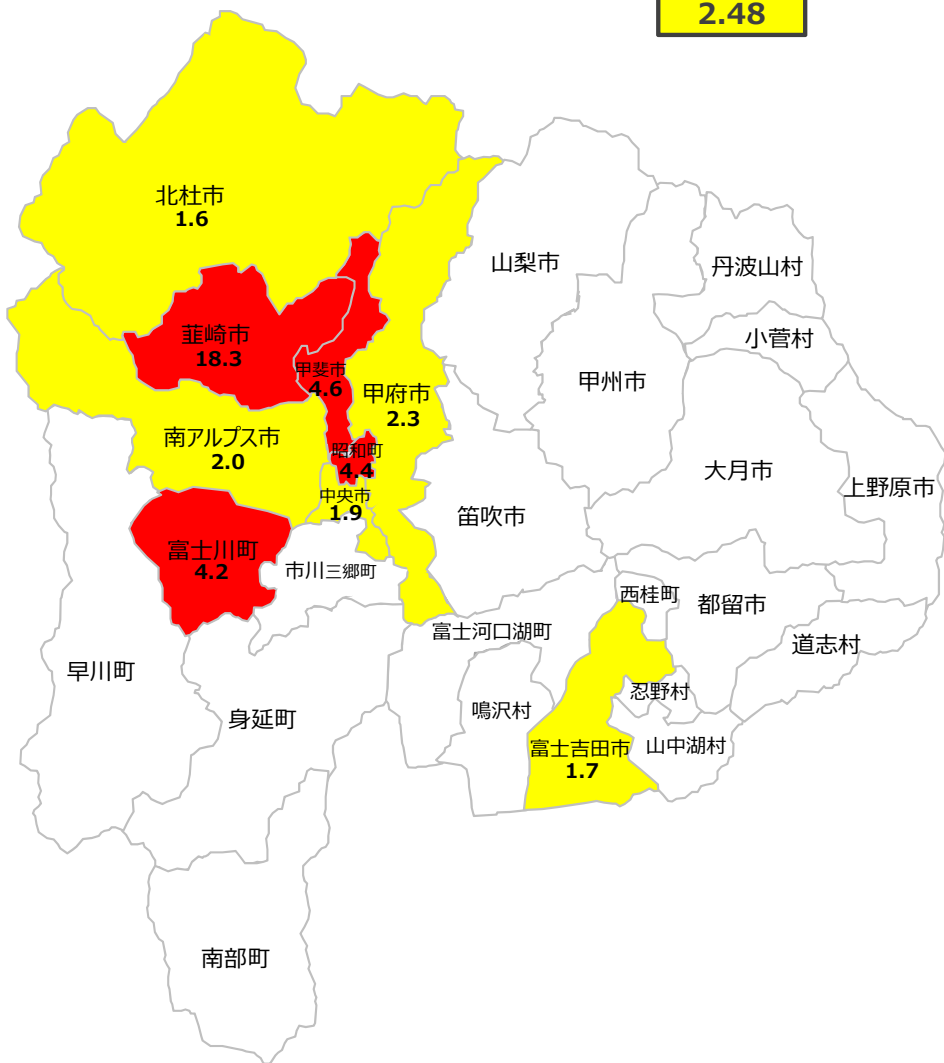 2.48
北杜市
1.6
山梨市
丹波山村
韮崎市
18.3
小菅村
甲斐市
4.6
甲州市
甲府市
2.3
南アルプス市
2.0
昭和町
4.4
大月市
上野原市
中央市
1.9
笛吹市
富士川町
4.2
市川三郷町
西桂町
都留市
富士河口湖町
道志村
早川町
忍野村
鳴沢村
身延町
富士吉田市
1.7
山中湖村
南部町